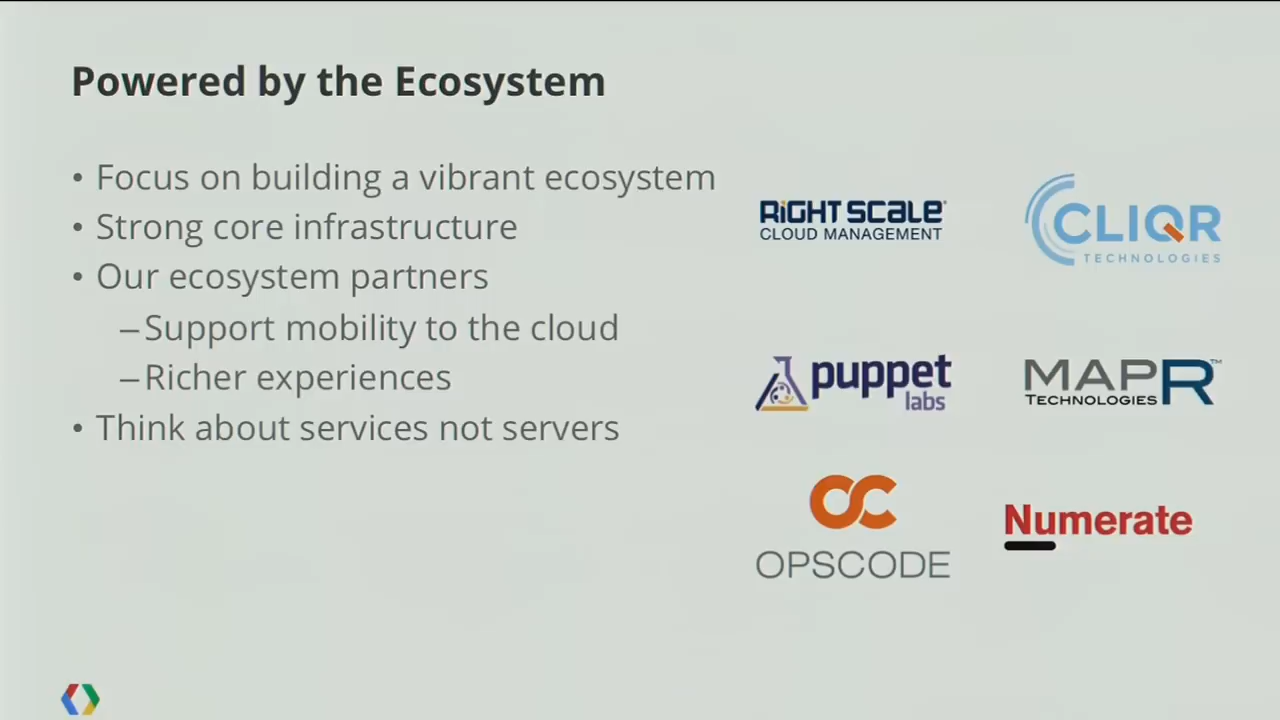 Powered by the Ecosystem
• Focus on building a vibrant ecosystem
• Strong core infrastructure
• Our ecosystem partners
–Support mobility to the cloud
–Richer experiences
• Think about services not servers
RIGHT SCALE®
CLOUD MANAGEMENT
CLIQR
TECHNOLOGIES
puppet
labs
MAPR™
TECHNOLOGIES
OC
OPSCODE
Numerate